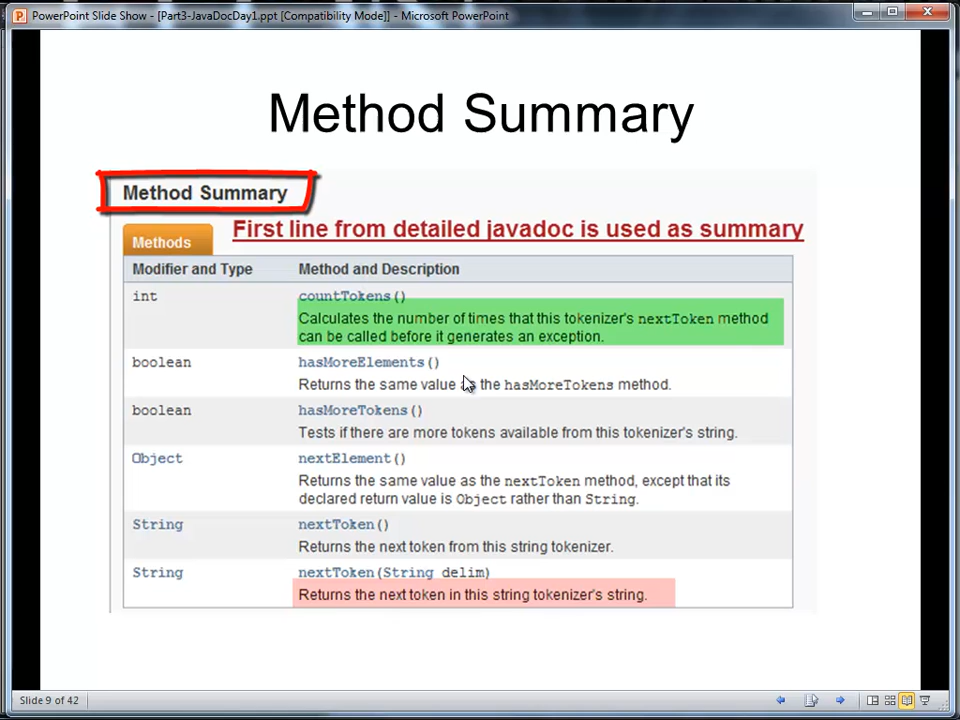 PowerPoint Slide Show - [Part3-JavaDocDay1.ppt [Compatibility Mode]] - Microsoft PowerPoint
Method Summary
Method Summary
First line from detailed javadoc is used as summary
Methods
Modifier and Type Method and Description
int countTokens()
Calculates the number of times that this tokenizer's nextToken method
can be called before it generates an exception.
boolean hasMoreElements()
Returns the same value as the hasMoreTokens method.
boolean hasMoreTokens()
Tests if there are more tokens available from this tokenizer's string.
Object nextElement()
Returns the same value as the nextToken method, except that its
declared return value is Object rather than String.
String nextToken()
Returns the next token from this string tokenizer.
String nextToken(String delim)
Returns the next token in this string tokenizer's string.
Slide 9 of 42